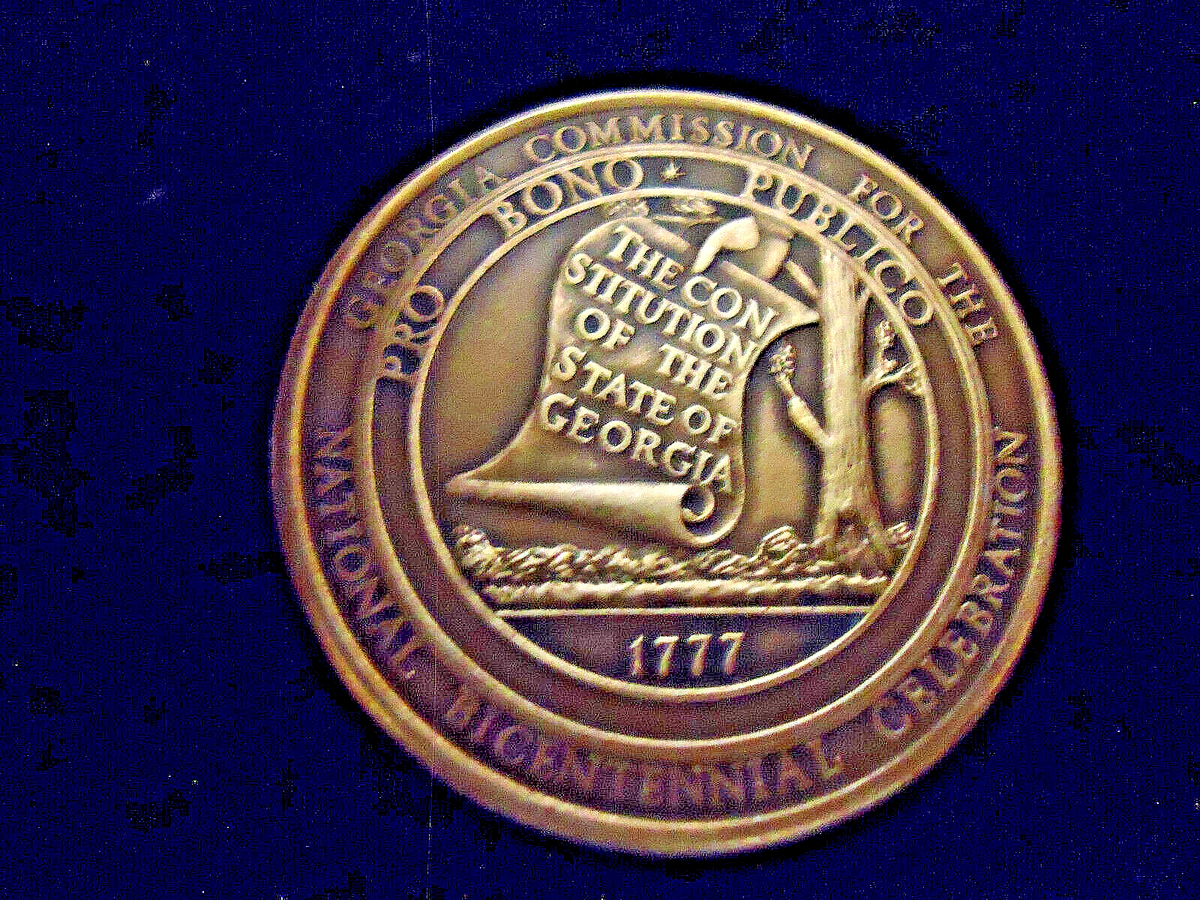 GEORGIA COMMISSION FOR THE
NATIONAL BICENTENNIAL CELEBRATION
PRO BONO PUBLICO
THE CON
STITUTION
OF THE
STATE OF
GEORGIA
1777